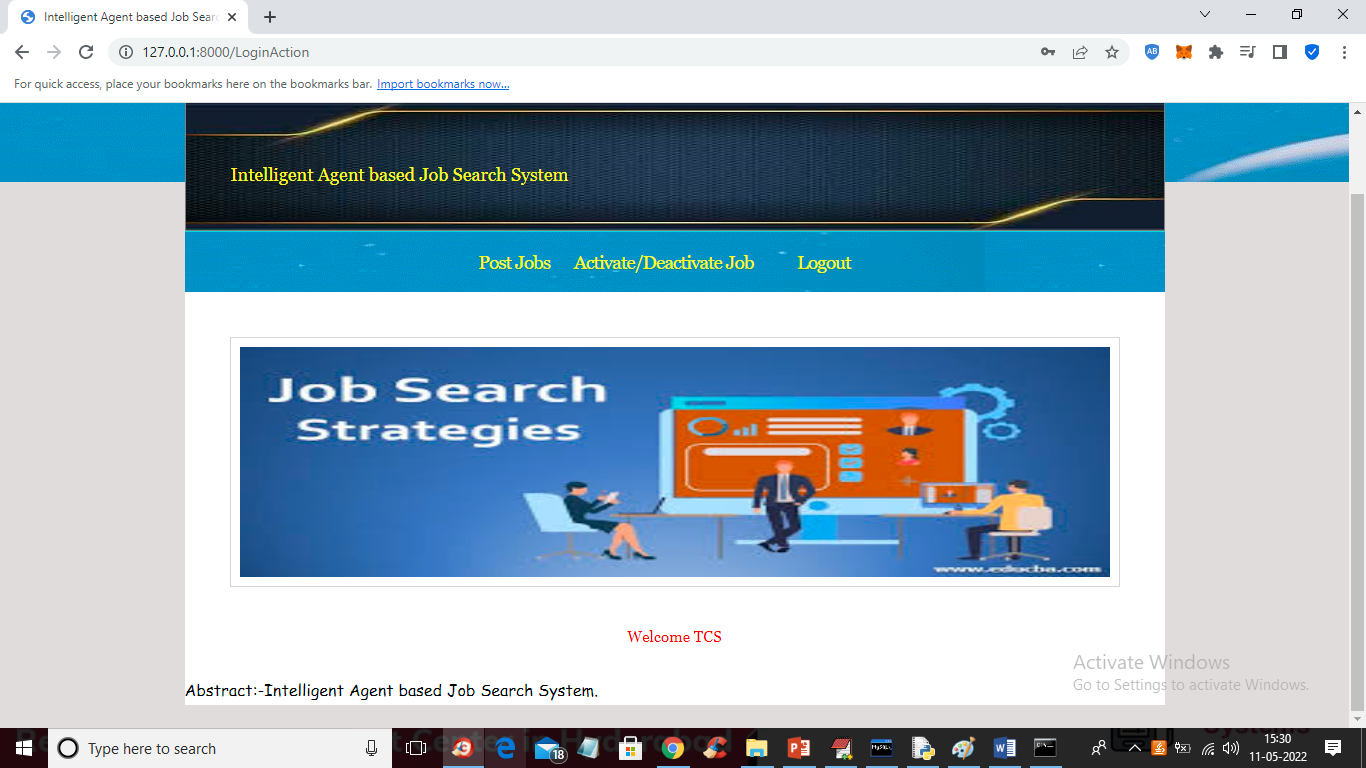 Intelligent Agent based Job Sear
127.0.0.1:8000/LoginAction
AB
For quick access, place your bookmarks here on the bookmarks bar. Import bookmarks now...
Intelligent Agent based Job Search System
Post Jobs Activate/Deactivate Job Logout
Job Search
Strategies
www.educba.com
Welcome TCS
Activate Windows
Go to Settings to activate Windows.
Abstract:-Intelligent Agent based Job Search System.
Type here to search
18
15:30
11-05-2022